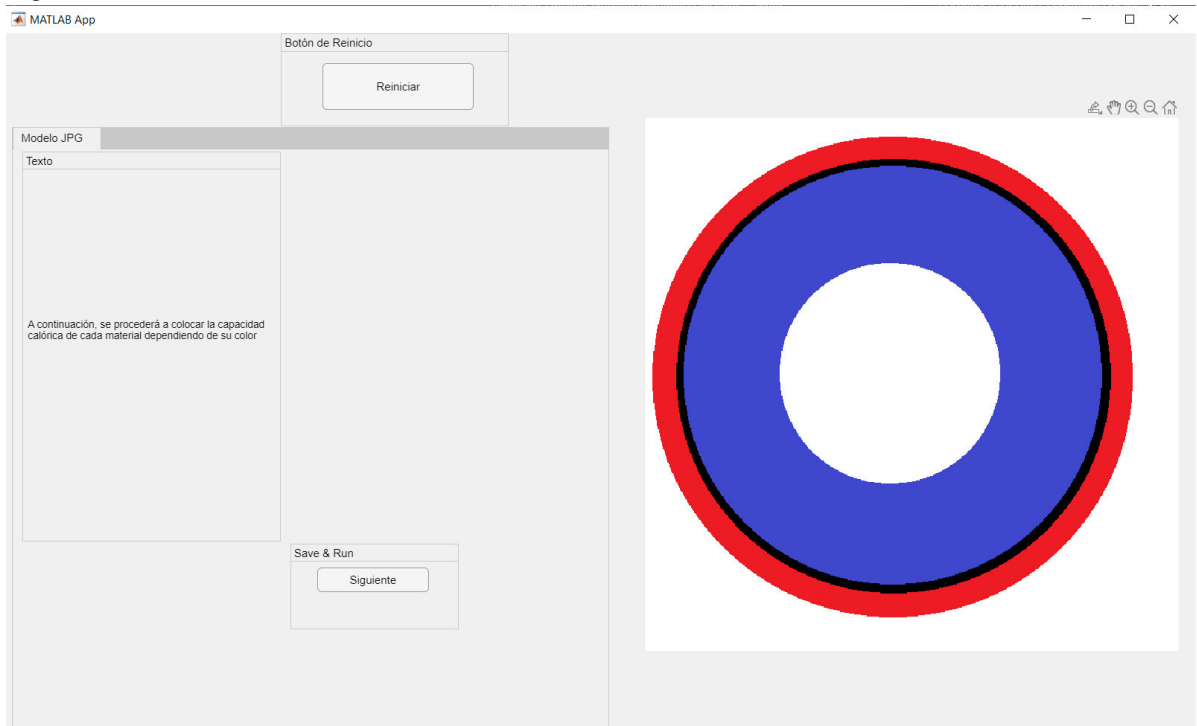 MATLAB App
Botón de Reinicio
Reiniciar
Modelo JPG
Texto
A continuación, se procederá a colocar la capacidad
calórica de cada material dependiendo de su color
Save & Run
Siguiente